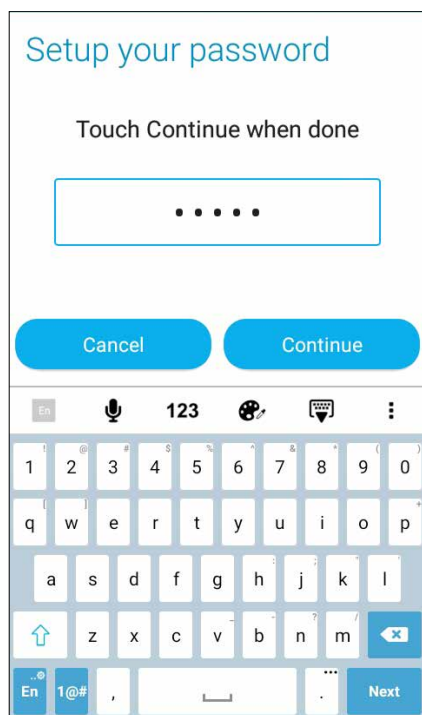 Setup your password
Touch Continue when done
• • • • •
Cancel Continue
En 123
! @ # $ % ^ & * ( )
1 2 3 4 5 6 7 8 9 0
[ ] +
q w e r t y u i o p
: ; ' "
a s d f g h j k l
_ - ? /
z x c v b n m
En 1@# , . Next